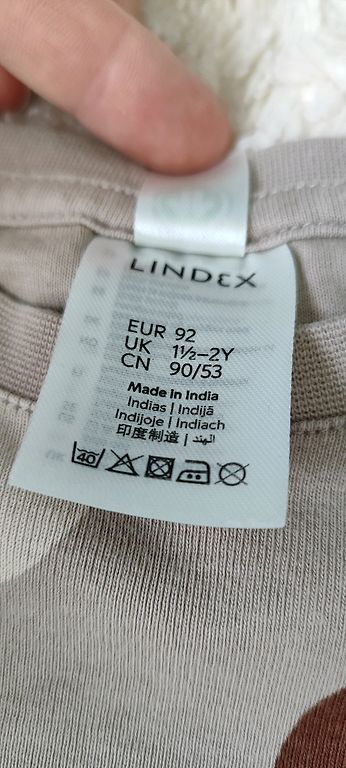 LINDEX
EUR 92
UK 1½–2Y
CN 90/53
Made in India
Indias | Indijā
Indijoje | Indiach
印度制造 | الهند
40